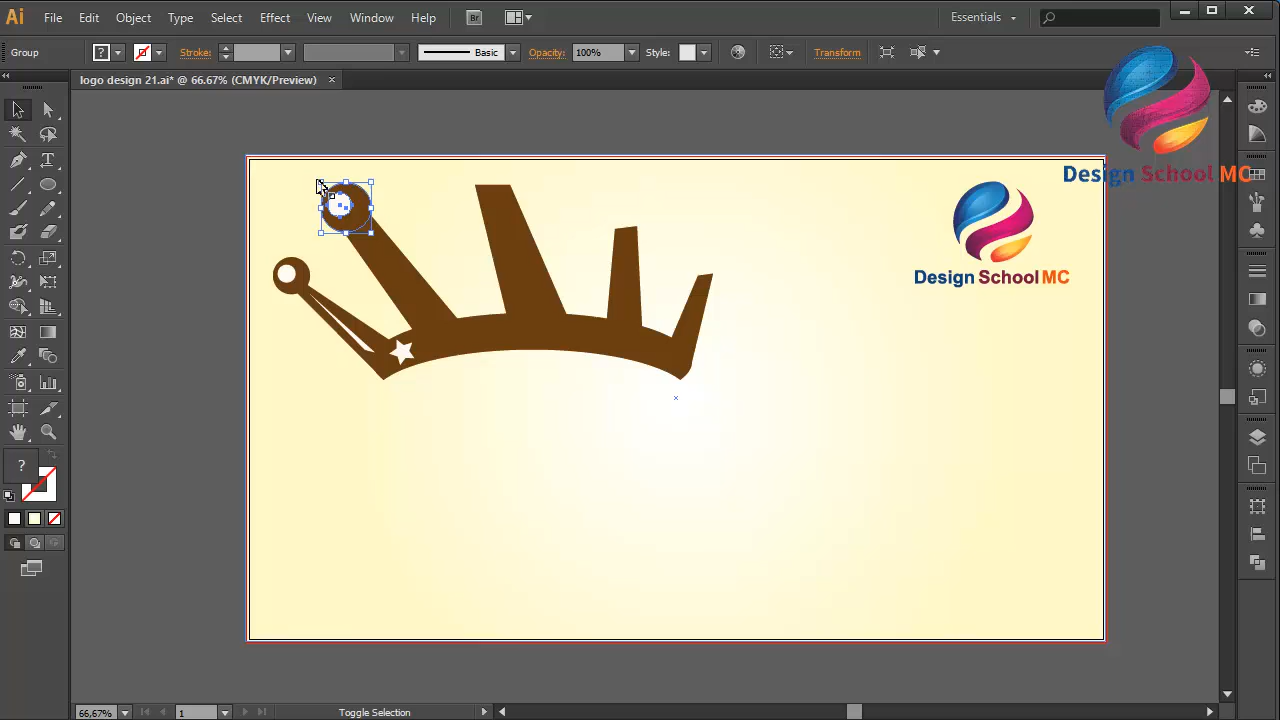 Ai File Edit Object Type Select Effect View Window Help Br Essentials
Group ? Stroke: Basic Opacity: 100% Style: Transform
logo design 21.ai* @ 66.67% (CMYK/Preview) ×
Design School MC
Design School MC
?
66,67% 1 Toggle Selection